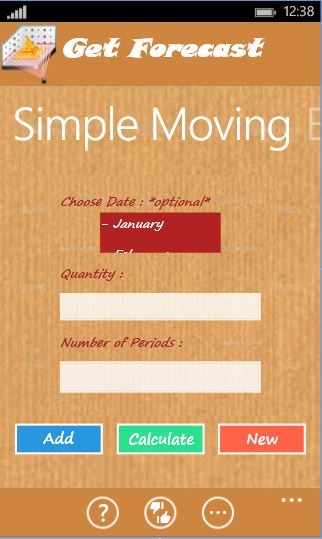 12:38
Get Forecast
Simple Moving
Choose Date : *optional*
- January
Quantity :
Number of Periods :
Add Calculate New
?